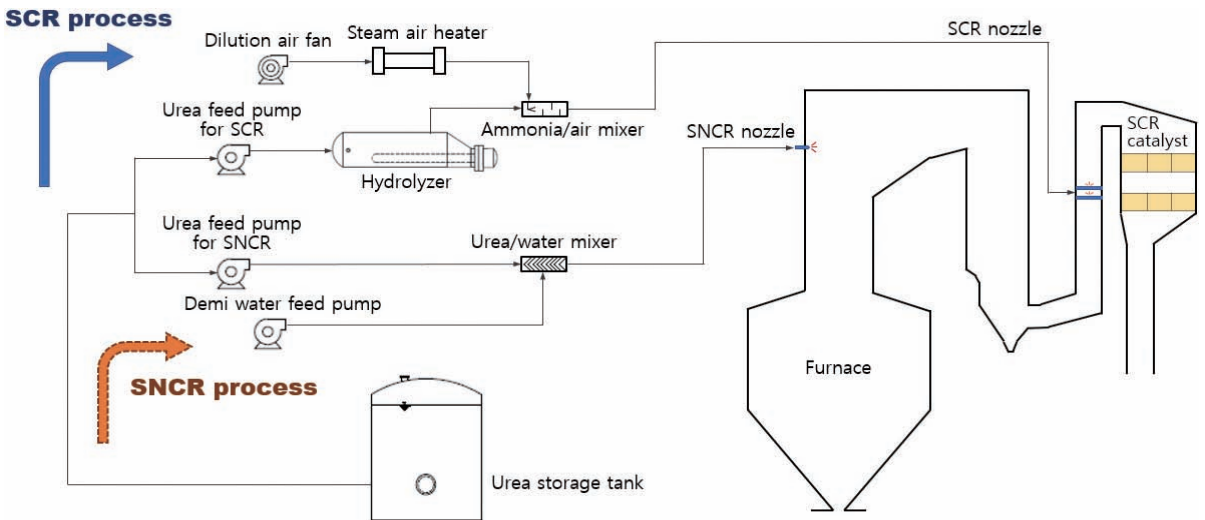 SCR process
Dilution air fan
Steam air heater
SCR nozzle
Urea feed pump
for SCR
Ammonia/air mixer
SNCR nozzle
SCR
catalyst
Hydrolyzer
Urea feed pump
for SNCR
Urea/water mixer
Demi water feed pump
SNCR process
Furnace
Urea storage tank